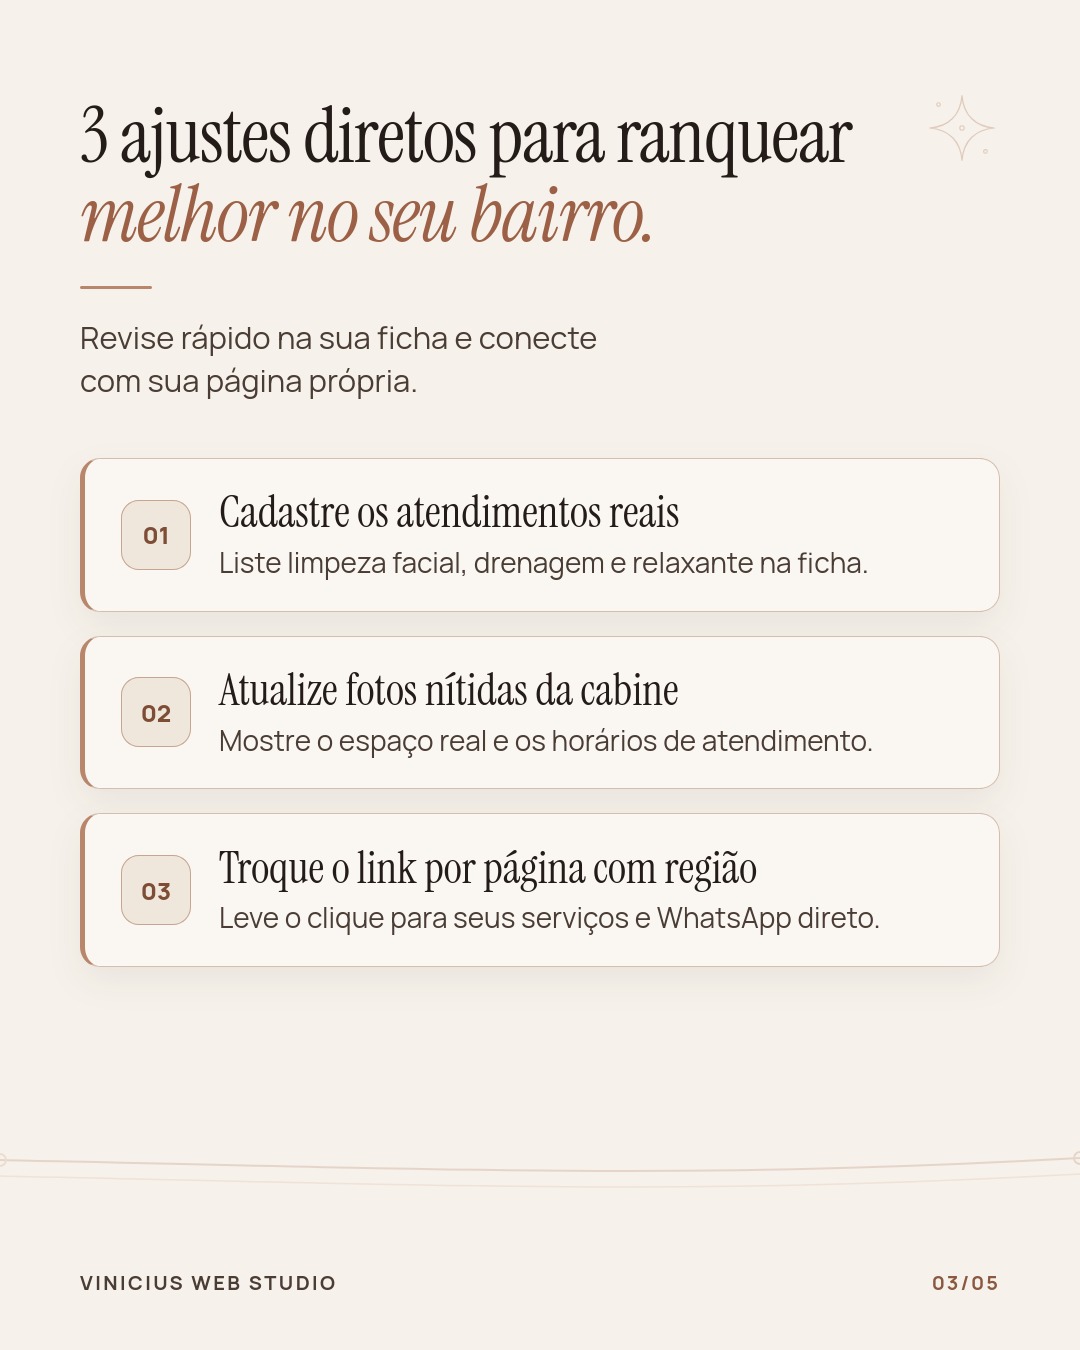 3 ajustes diretos para ranquear
melhor no seu bairro.
Revise rápido na sua ficha e conecte
com sua página própria.
01
Cadastre os atendimentos reais
Liste limpeza facial, drenagem e relaxante na ficha.
02
Atualize fotos nítidas da cabine
Mostre o espaço real e os horários de atendimento.
03
Troque o link por página com região
Leve o clique para seus serviços e WhatsApp direto.
VINICIUS WEB STUDIO
03/05